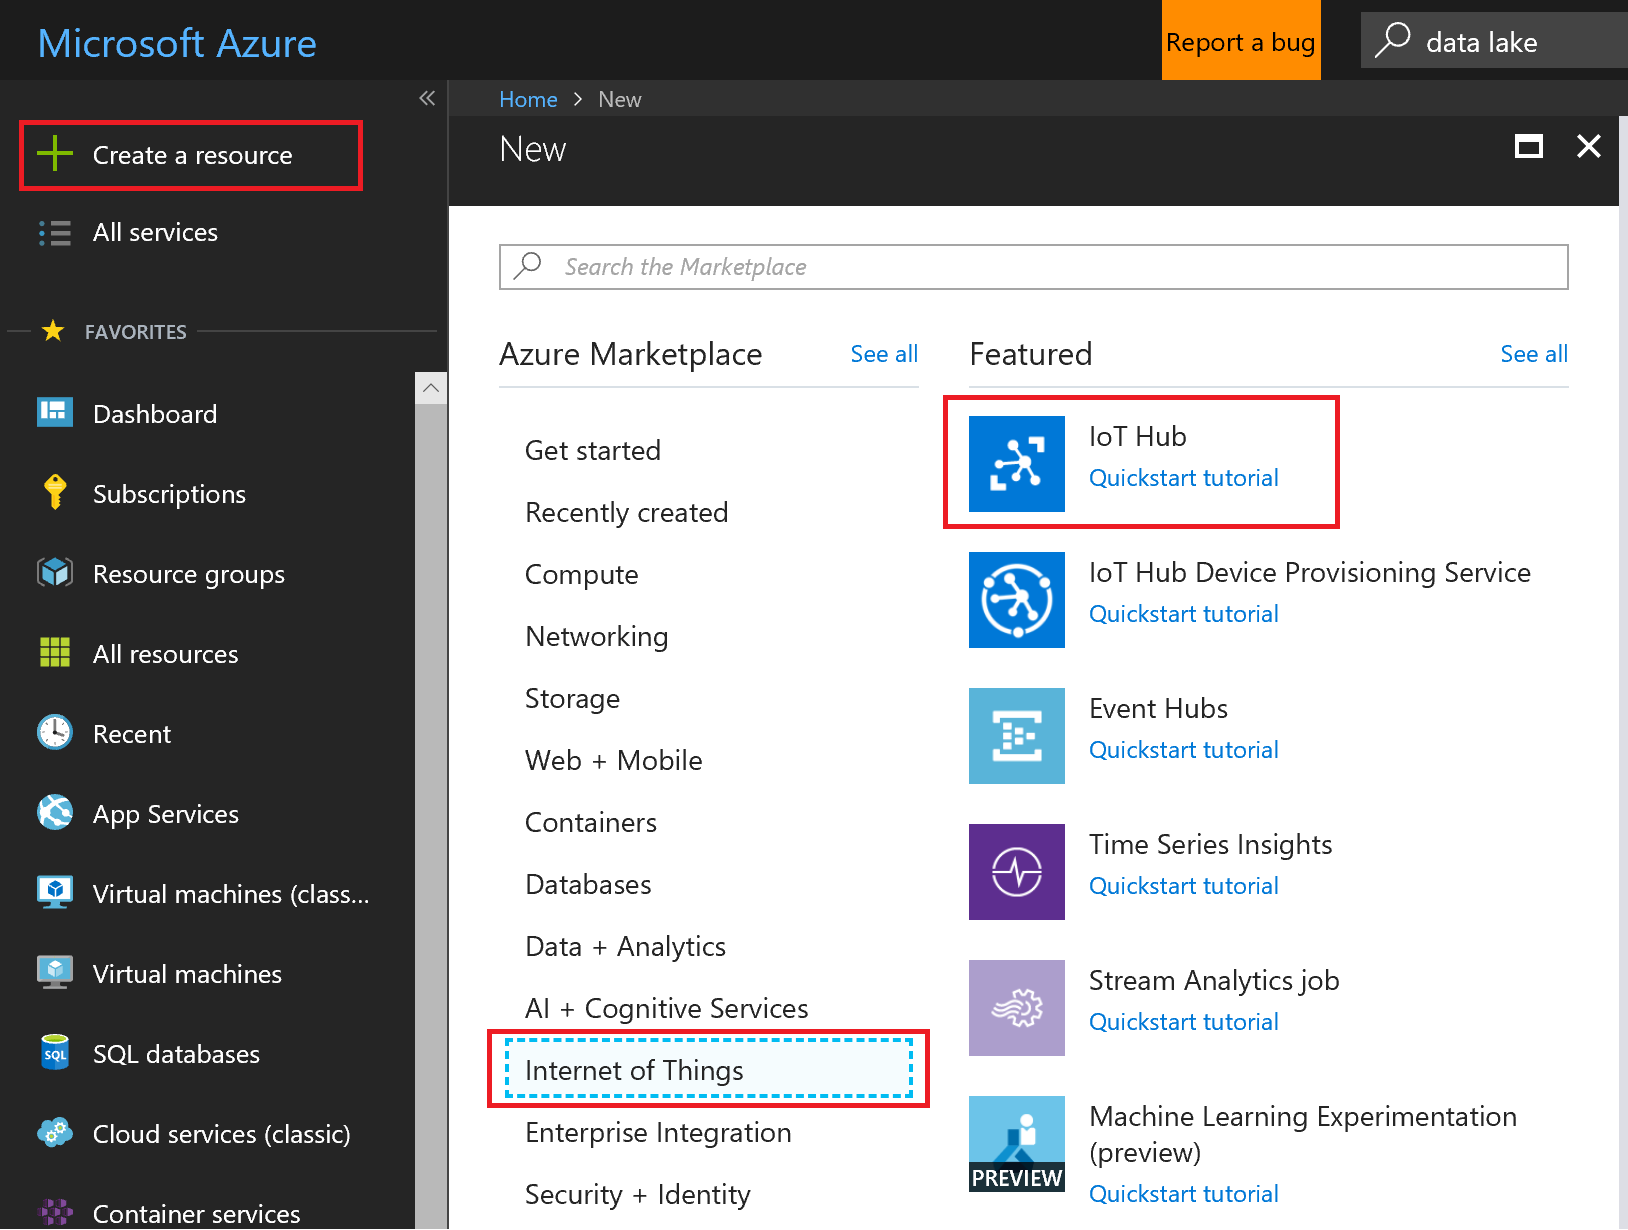 Microsoft Azure
Report a bug
data lake
Create a resource
All services
FAVORITES
Dashboard
Subscriptions
Resource groups
All resources
Recent
App Services
Virtual machines (class...
Virtual machines
SQL
SQL databases
Cloud services (classic)
Container services
Home > New
New
Search the Marketplace
Azure Marketplace
See all
Get started
Recently created
Compute
Networking
Storage
Web + Mobile
Containers
Databases
Data + Analytics
AI + Cognitive Services
Internet of Things
Enterprise Integration
Security + Identity
Featured
See all
IoT Hub
Quickstart tutorial
IoT Hub Device Provisioning Service
Quickstart tutorial
Event Hubs
Quickstart tutorial
Time Series Insights
Quickstart tutorial
Stream Analytics job
Quickstart tutorial
PREVIEW
Machine Learning Experimentation
(preview)
Quickstart tutorial